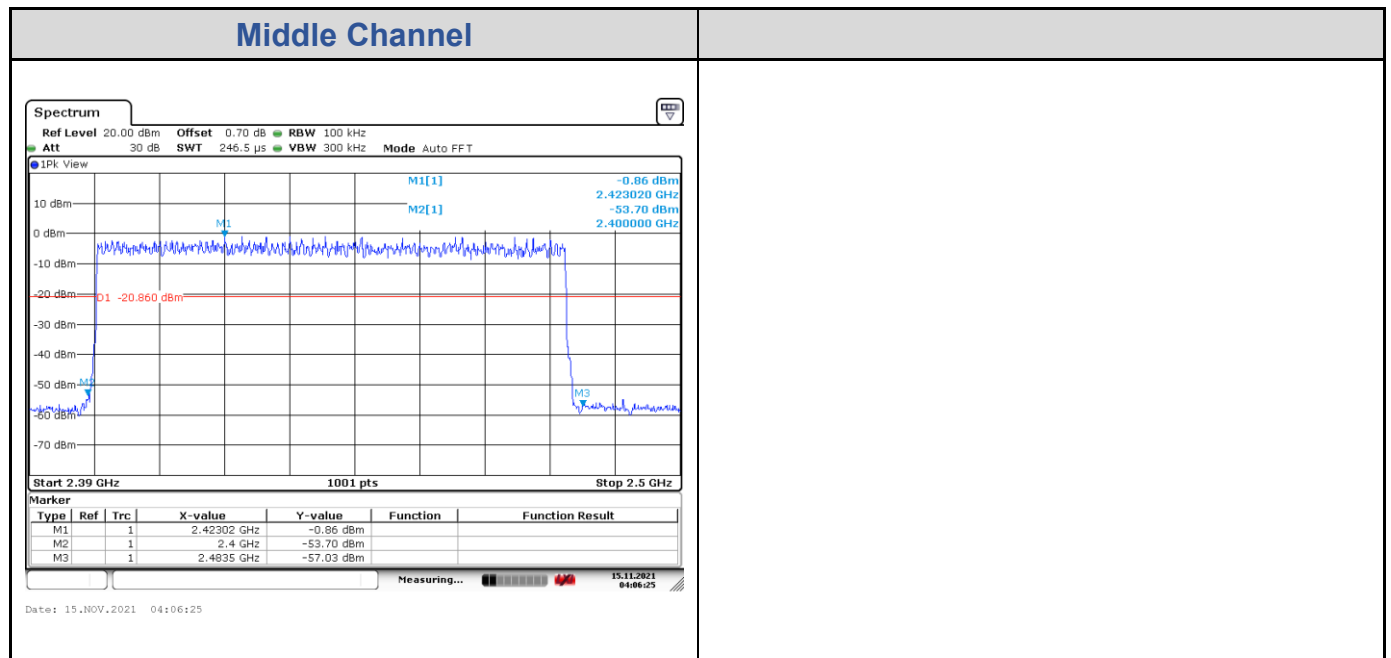 Middle Channel
Spectrum
Ref Level 20.00 dBm Offset 0.70 dB RBW 100 kHz
Att 30 dB SWT 246.5 µs VBW 300 kHz Mode Auto FFT
1Pk View
M1[1] -0.86 dBm
2.423020 GHz
10 dBm
M2[1] -53.70 dBm
2.400000 GHz
M1
0 dBm
-10 dBm
-20 dBm
D1 -20.860 dBm
-30 dBm
-40 dBm
-50 dBm
M2
M3
-60 dBm
-70 dBm
Start 2.39 GHz 1001 pts Stop 2.5 GHz
Marker
Type Ref Trc X-value Y-value Function Function Result
M1 1 2.42302 GHz -0.86 dBm
M2 1 2.4 GHz -53.70 dBm
M3 1 2.4835 GHz -57.03 dBm
Measuring... 15.11.2021
04:06:25
Date: 15.NOV.2021 04:06:25